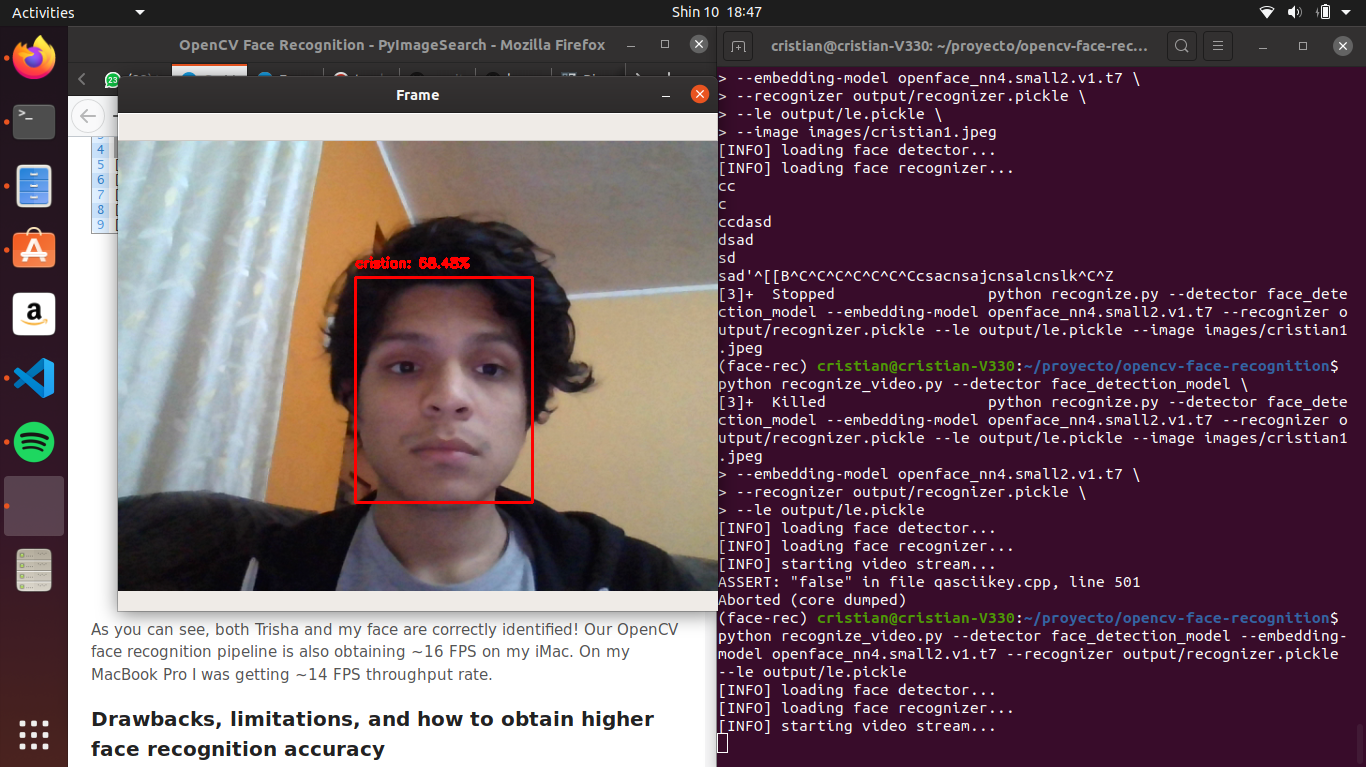 Activities
Shin 10 18:47
OpenCV Face Recognition - PyImageSearch - Mozilla Firefox
Frame
4
5
6
7
8
9
cristian: 68.48%
As you can see, both Trisha and my face are correctly identified! Our OpenCV
face recognition pipeline is also obtaining ~16 FPS on my iMac. On my
MacBook Pro I was getting ~14 FPS throughput rate.
Drawbacks, limitations, and how to obtain higher
face recognition accuracy
cristian@cristian-V330: ~/proyecto/opencv-face-rec...
> --embedding-model openface_nn4.small2.v1.t7 \
> --recognizer output/recognizer.pickle \
> --le output/le.pickle \
> --image images/cristian1.jpeg
[INFO] loading face detector...
[INFO] loading face recognizer...
cc
c
ccdasd
dsad
sd
sad'^[[B^C^C^C^C^C^C^Ccsacnsajcnsalcnslk^C^Z
[3]+  Stopped                 python recognize.py --detector face_dete
ction_model --embedding-model openface_nn4.small2.v1.t7 --recognizer o
utput/recognizer.pickle --le output/le.pickle --image images/cristian1
.jpeg
(face-rec) cristian@cristian-V330:~/proyecto/opencv-face-recognition$
python recognize_video.py --detector face_detection_model \
[3]+  Killed                  python recognize.py --detector face_dete
ction_model --embedding-model openface_nn4.small2.v1.t7 --recognizer o
utput/recognizer.pickle --le output/le.pickle --image images/cristian1
.jpeg
> --embedding-model openface_nn4.small2.v1.t7 \
> --recognizer output/recognizer.pickle \
> --le output/le.pickle
[INFO] loading face detector...
[INFO] loading face recognizer...
[INFO] starting video stream...
ASSERT: "false" in file qasciikey.cpp, line 501
Aborted (core dumped)
(face-rec) cristian@cristian-V330:~/proyecto/opencv-face-recognition$
python recognize_video.py --detector face_detection_model --embedding-
model openface_nn4.small2.v1.t7 --recognizer output/recognizer.pickle
--le output/le.pickle
[INFO] loading face detector...
[INFO] loading face recognizer...
[INFO] starting video stream...